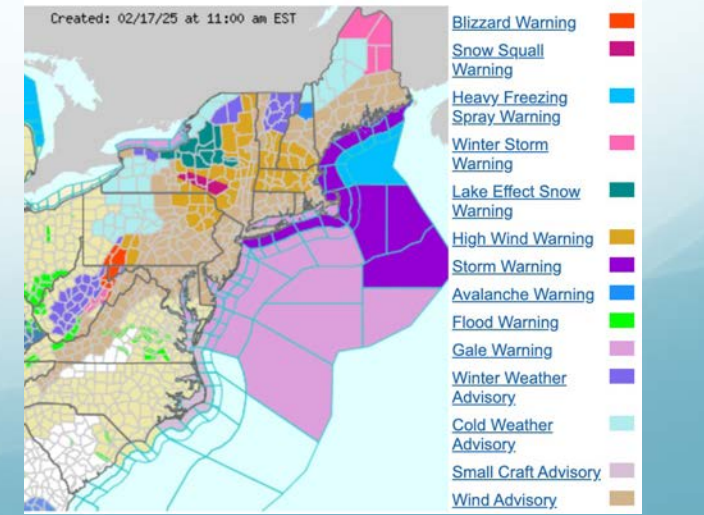 Created: 02/17/25 at 11:00 am EST
Blizzard Warning
Snow Squall
Warning
Heavy Freezing
Spray Warning
Winter Storm
Warning
Lake Effect Snow
Warning
High Wind Warning
Storm Warning
Avalanche Warning
Flood Warning
Gale Warning
Winter Weather
Advisory
Cold Weather
Advisory
Small Craft Advisory
Wind Advisory